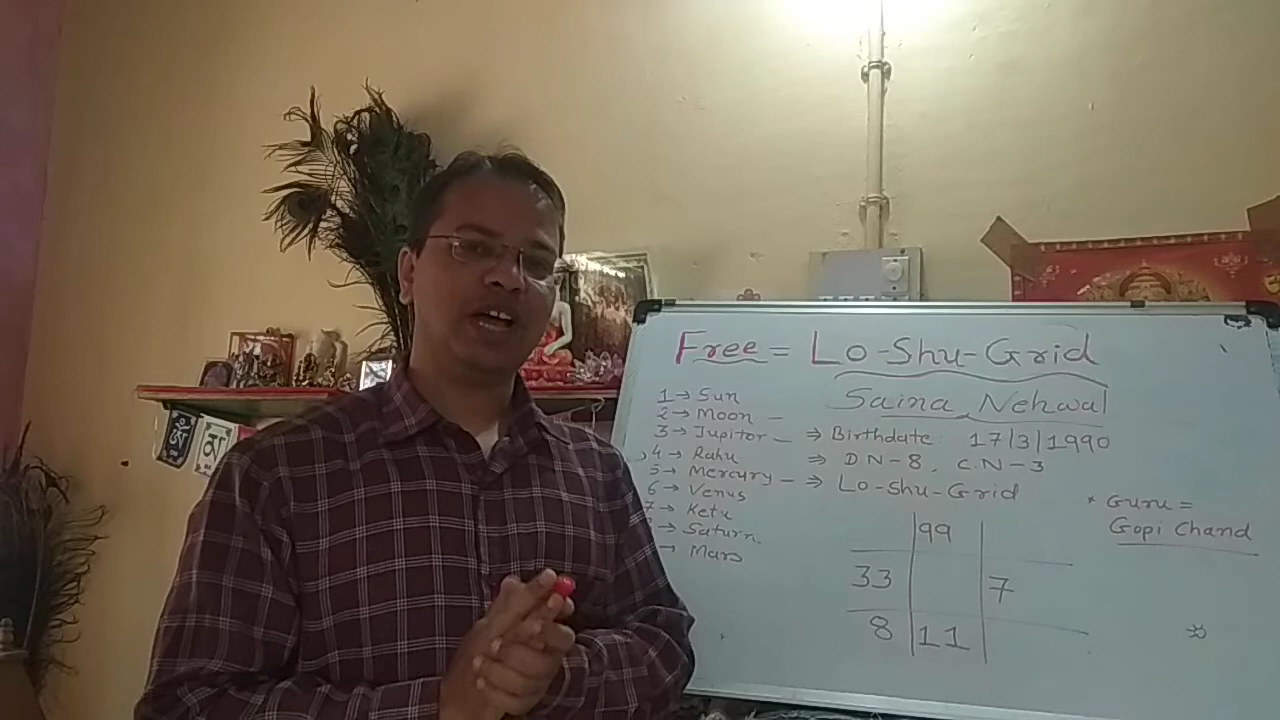 Free = Lo-Shu-Grid
Saina Nehwal
1 → Sun
2 → Moon -
3 → Jupitor -
4 → Rahu
5 → Mercury -
6 → Venus
7 → Ketu
→ Saturn
→ Mars
⇒ Birthdate: 17/3/1990
⇒ DN-8, C.N-3
⇒ Lo-Shu-Grid
99
33 7
8 11
* Guru =
Gopi Chand
ॐ